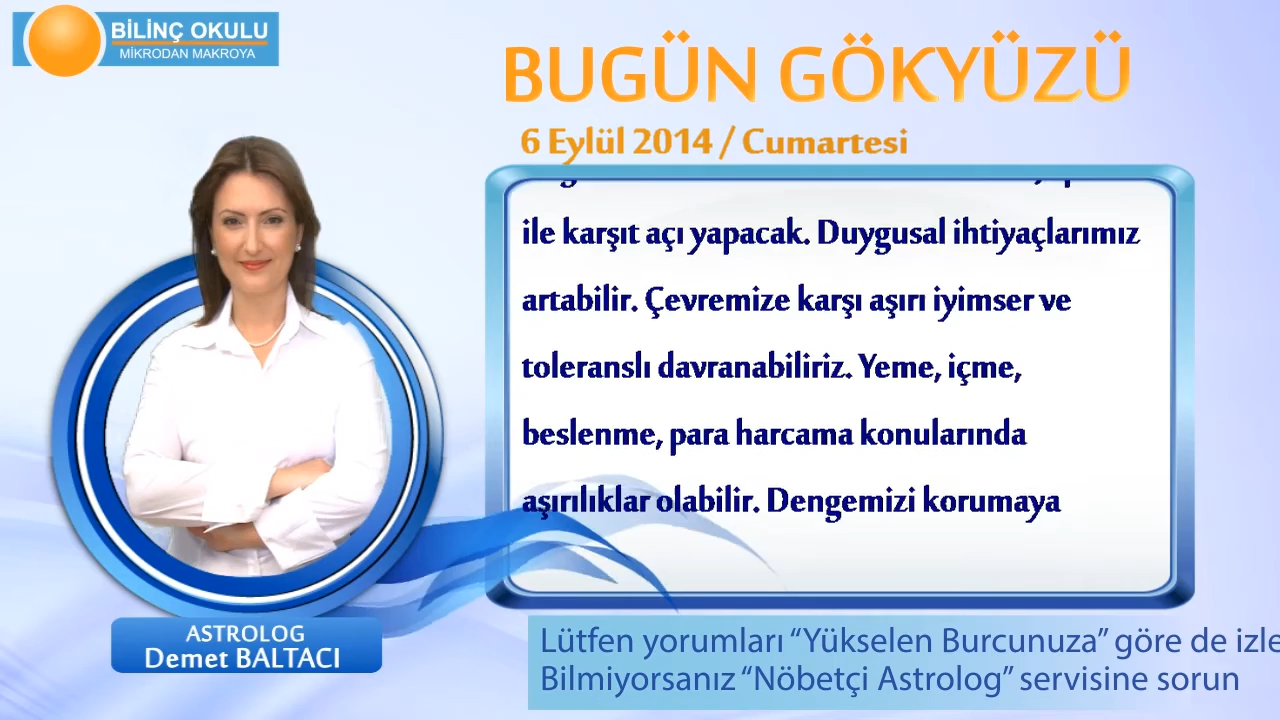 BİLİNÇ OKULU
MİKRODAN MAKROYA
BUGÜN GÖKYÜZÜ
6 Eylül 2014 / Cumartesi
ile karşıt açı yapacak. Duygusal ihtiyaçlarımız
artabilir. Çevremize karşı aşırı iyimser ve
toleranslı davranabiliriz. Yeme, içme,
beslenme, para harcama konularında
aşırılıklar olabilir. Dengemizi korumaya
ASTROLOG
Demet BALTACI
Lütfen yorumları “Yükselen Burcunuza” göre de izle
Bilmiyorsanız “Nöbetçi Astrolog” servisine sorun